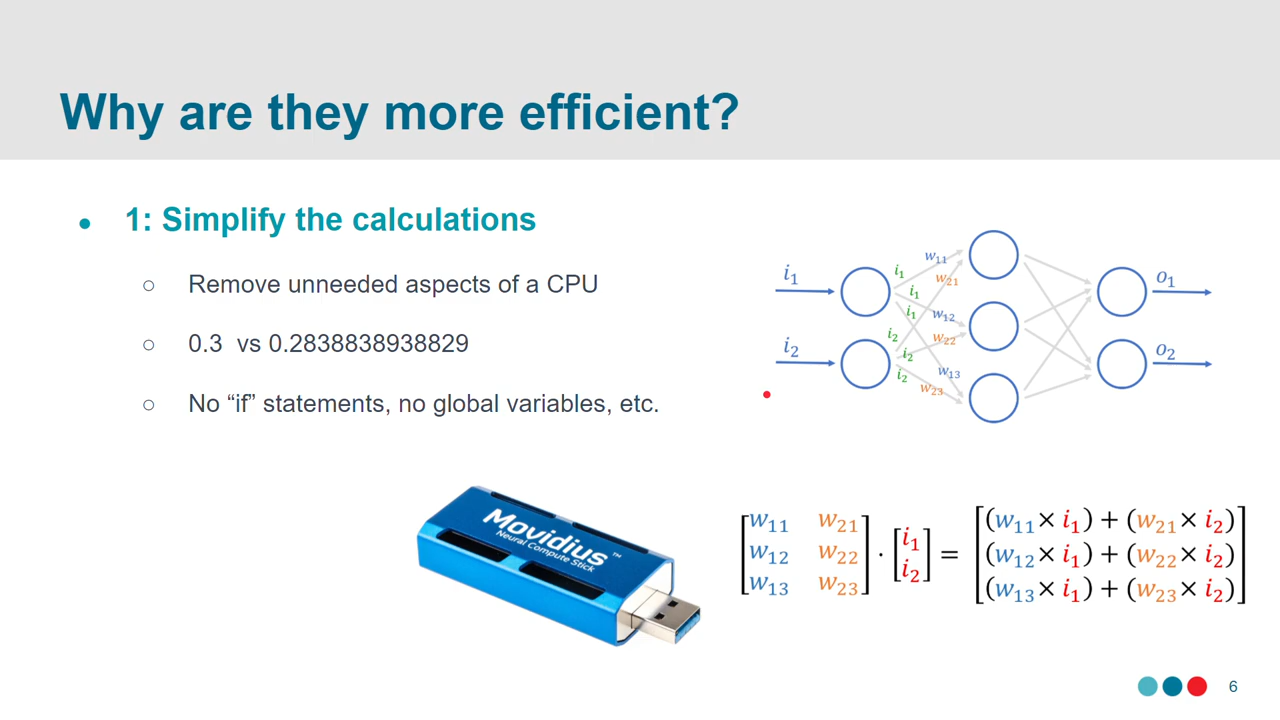 Why are they more efficient?
● 1: Simplify the calculations
○ Remove unneeded aspects of a CPU
○ 0.3 vs 0.2838838938829
○ No “if” statements, no global variables, etc.
i₁
i₂
i₁
i₁
i₁
i₂
i₂
i₂
w₁₁
w₂₁
w₁₂
w₂₂
w₁₃
w₂₃
o₁
o₂
Movidius™
Neural Compute Stick
[w₁₁ w₂₁] [i₁] = [(w₁₁ × i₁) + (w₂₁ × i₂)]
[w₁₂ w₂₂] · [i₂] [(w₁₂ × i₁) + (w₂₂ × i₂)]
[w₁₃ w₂₃] [(w₁₃ × i₁) + (w₂₃ × i₂)]
6